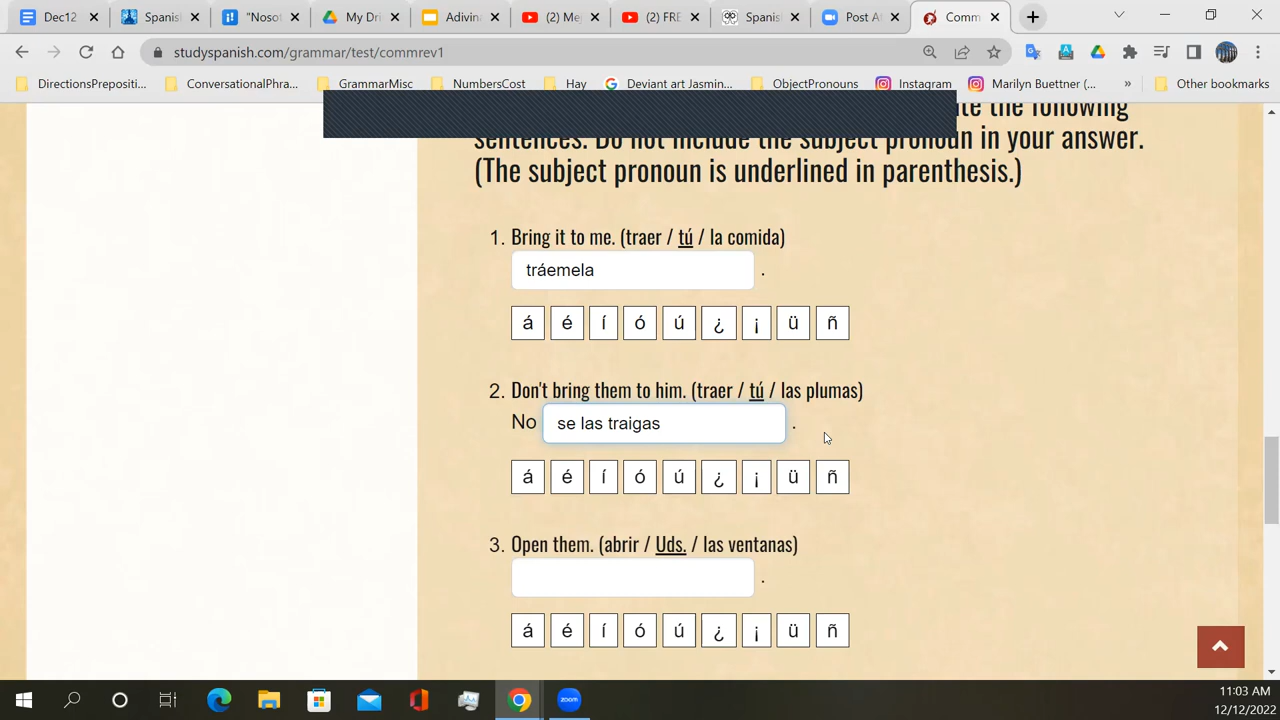 Dec12
Spanis
"Nosot
My Dri
Adivin
(2) Me
(2) FRE
Spanis
Post A
Comm
studyspanish.com/grammar/test/commrev1
DirectionsPrepositi...
ConversationalPhra...
GrammarMisc
NumbersCost
Hay
Deviant art Jasmin...
ObjectPronouns
Instagram
Marilyn Buettner (...
»
Other bookmarks
the following
sentences. Do not include the subject pronoun in your answer.
(The subject pronoun is underlined in parenthesis.)
1. Bring it to me. (traer / tú / la comida)
tráemela .
á é í ó ú ¿ ¡ ü ñ
2. Don't bring them to him. (traer / tú / las plumas)
No se las traigas .
á é í ó ú ¿ ¡ ü ñ
3. Open them. (abrir / Uds. / las ventanas)
.
á é í ó ú ¿ ¡ ü ñ
zoom
11:03 AM
12/12/2022